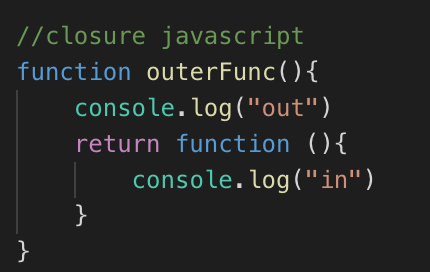 //closure javascript
function outerFunc(){
    console.log("out")
    return function (){
        console.log("in")
    }
}